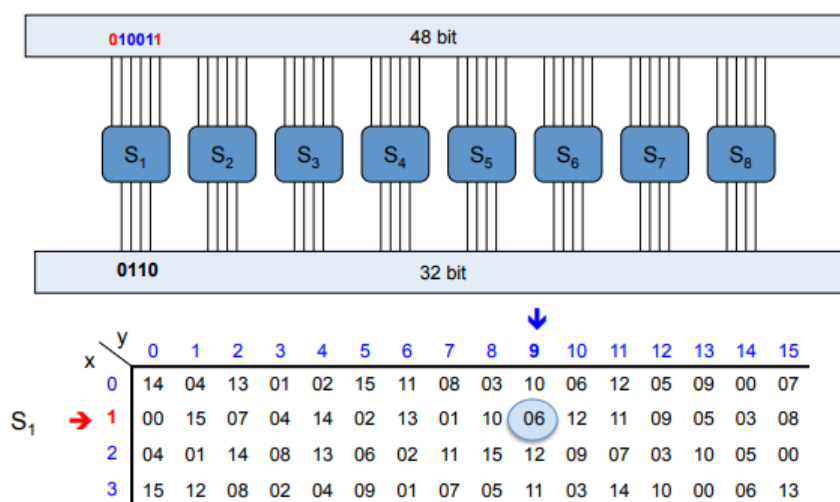 010011 48 bit
S1 S2 S3 S4 S5 S6 S7 S8
0110 32 bit
y 0 1 2 3 4 5 6 7 8 9 10 11 12 13 14 15
x
0 14 04 13 01 02 15 11 08 03 10 06 12 05 09 00 07
S1 1 00 15 07 04 14 02 13 01 10 06 12 11 09 05 03 08
2 04 01 14 08 13 06 02 11 15 12 09 07 03 10 05 00
3 15 12 08 02 04 09 01 07 05 11 03 14 10 00 06 13